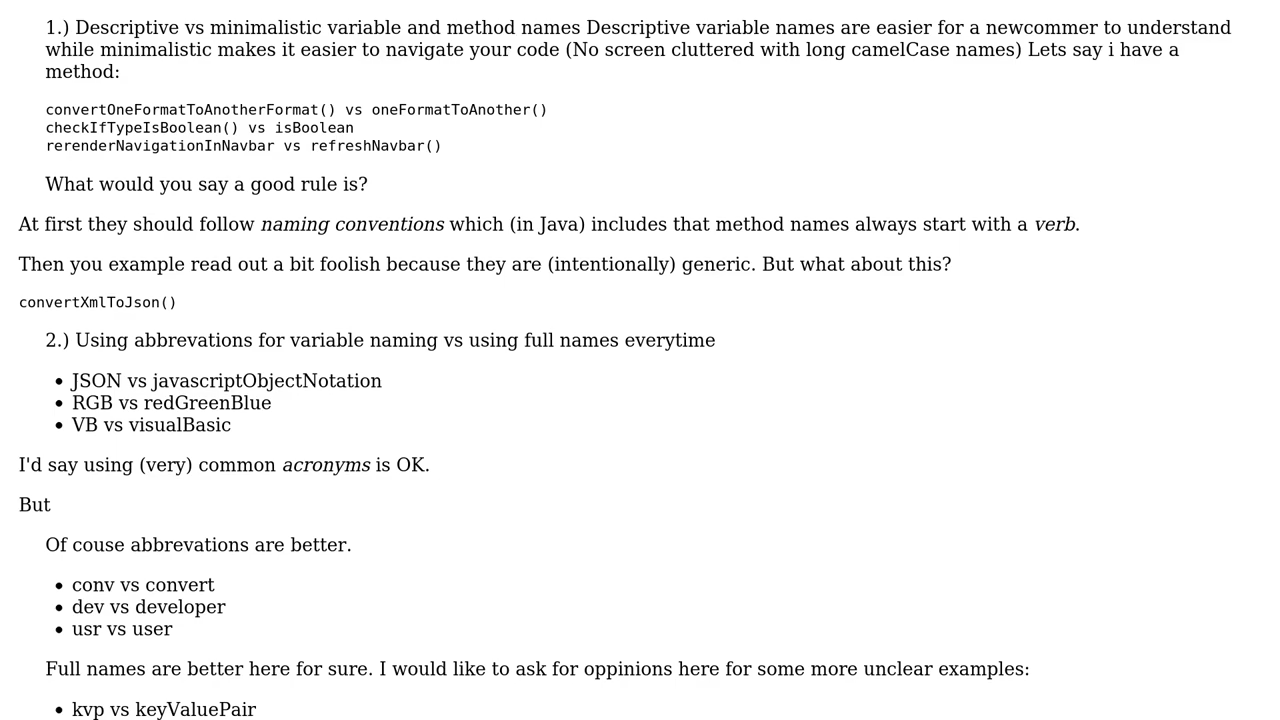 1.) Descriptive vs minimalistic variable and method names Descriptive variable names are easier for a newcommer to understand
while minimalistic makes it easier to navigate your code (No screen cluttered with long camelCase names) Lets say i have a
method:
convertOneFormatToAnotherFormat() vs oneFormatToAnother()
checkIfTypeIsBoolean() vs isBoolean
rerenderNavigationInNavbar vs refreshNavbar()
What would you say a good rule is?
At first they should follow naming conventions which (in Java) includes that method names always start with a verb.
Then you example read out a bit foolish because they are (intentionally) generic. But what about this?
convertXmlToJson()
2.) Using abbrevations for variable naming vs using full names everytime
• JSON vs javascriptObjectNotation
• RGB vs redGreenBlue
• VB vs visualBasic
I'd say using (very) common acronyms is OK.
But
Of couse abbrevations are better.
• conv vs convert
• dev vs developer
• usr vs user
Full names are better here for sure. I would like to ask for oppinions here for some more unclear examples:
• kvp vs keyValuePair